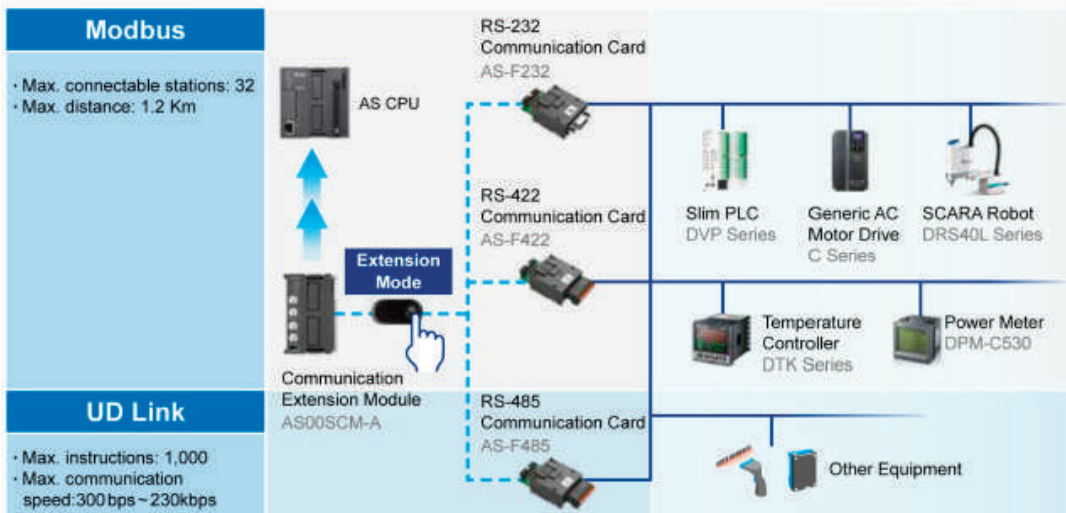 Modbus
· Max. connectable stations: 32
· Max. distance: 1.2 Km
UD Link
· Max. instructions: 1,000
· Max. communication
speed:300 bps~230kbps
AS CPU
Extension
Mode
Communication
Extension Module
AS00SCM-A
RS-232
Communication Card
AS-F232
RS-422
Communication Card
AS-F422
RS-485
Communication Card
AS-F485
Slim PLC
DVP Series
Generic AC
Motor Drive
C Series
SCARA Robot
DRS40L Series
Temperature
Controller
DTK Series
Power Meter
DPM-C530
Other Equipment